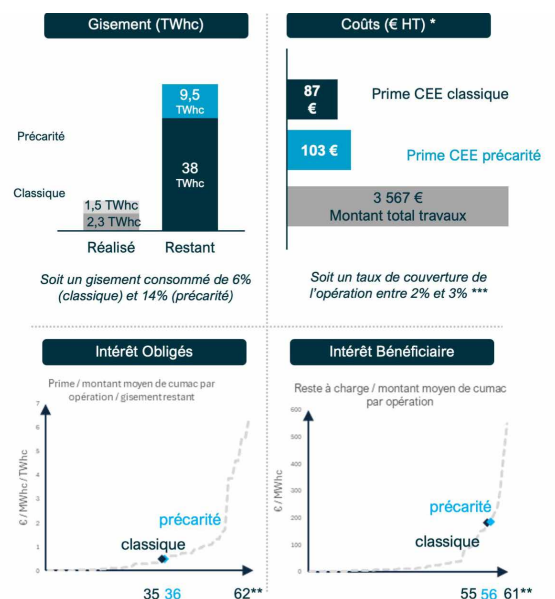 Gisement (TWhc)
9,5
TWhc
Précarité
38
TWhc
Classique
1,5 TWhc
2,3 TWhc
Réalisé
Restant
Soit un gisement consommé de 6%
(classique) et 14% (précarité)
Coûts (€ HT) *
87
€
Prime CEE classique
103 €
Prime CEE précarité
3 567 €
Montant total travaux
Soit un taux de couverture de
l'opération entre 2% et 3% ***
Intérêt Obligés
Prime / montant moyen de cumac par
opération / gisement restant
€ / MWhc / TWhc
7
6
5
4
3
2
1
0
précarité
classique
35 36 62**
Intérêt Bénéficiaire
Reste à charge / montant moyen de cumac
par opération
€ / MWhc
600
500
400
300
200
100
0
précarité
classique
55 56 61**